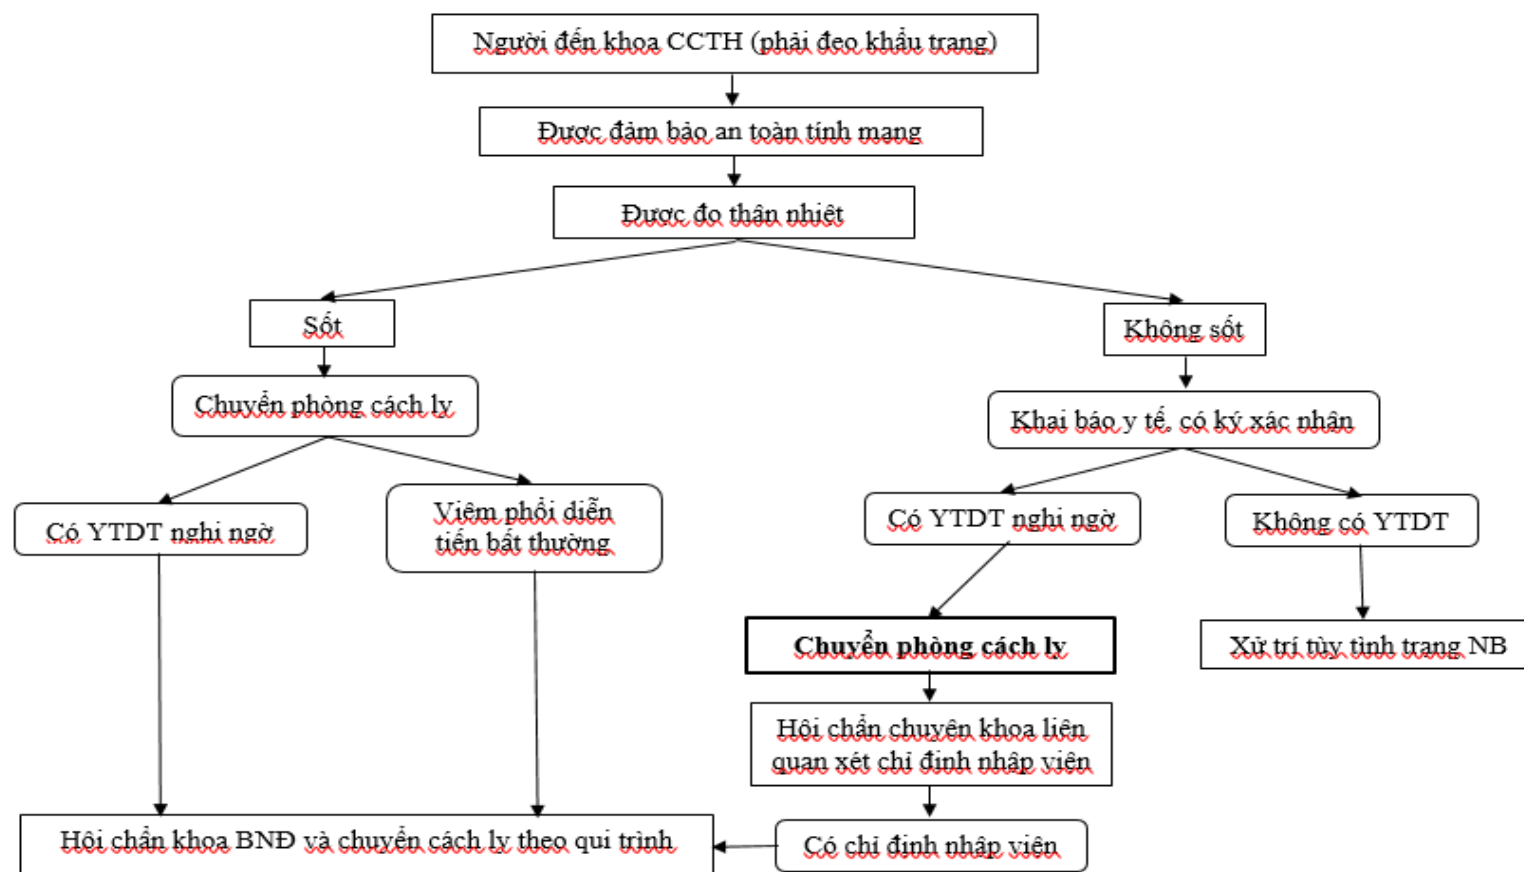 Người đến khoa CCTH (phải đeo khẩu trang)
Được đảm bảo an toàn tính mạng
Được đo thân nhiệt
Sốt
Không sốt
Chuyển phòng cách ly
Khai báo y tế, có ký xác nhận
Có YTDT nghi ngờ
Viêm phổi diễn
tiến bất thường
Có YTDT nghi ngờ
Không có YTDT
Chuyển phòng cách ly
Xử trí tùy tình trạng NB
Hội chẩn chuyên khoa liên
quan xét chỉ định nhập viện
Hội chẩn khoa BNĐ và chuyển cách ly theo qui trình
Có chỉ định nhập viện